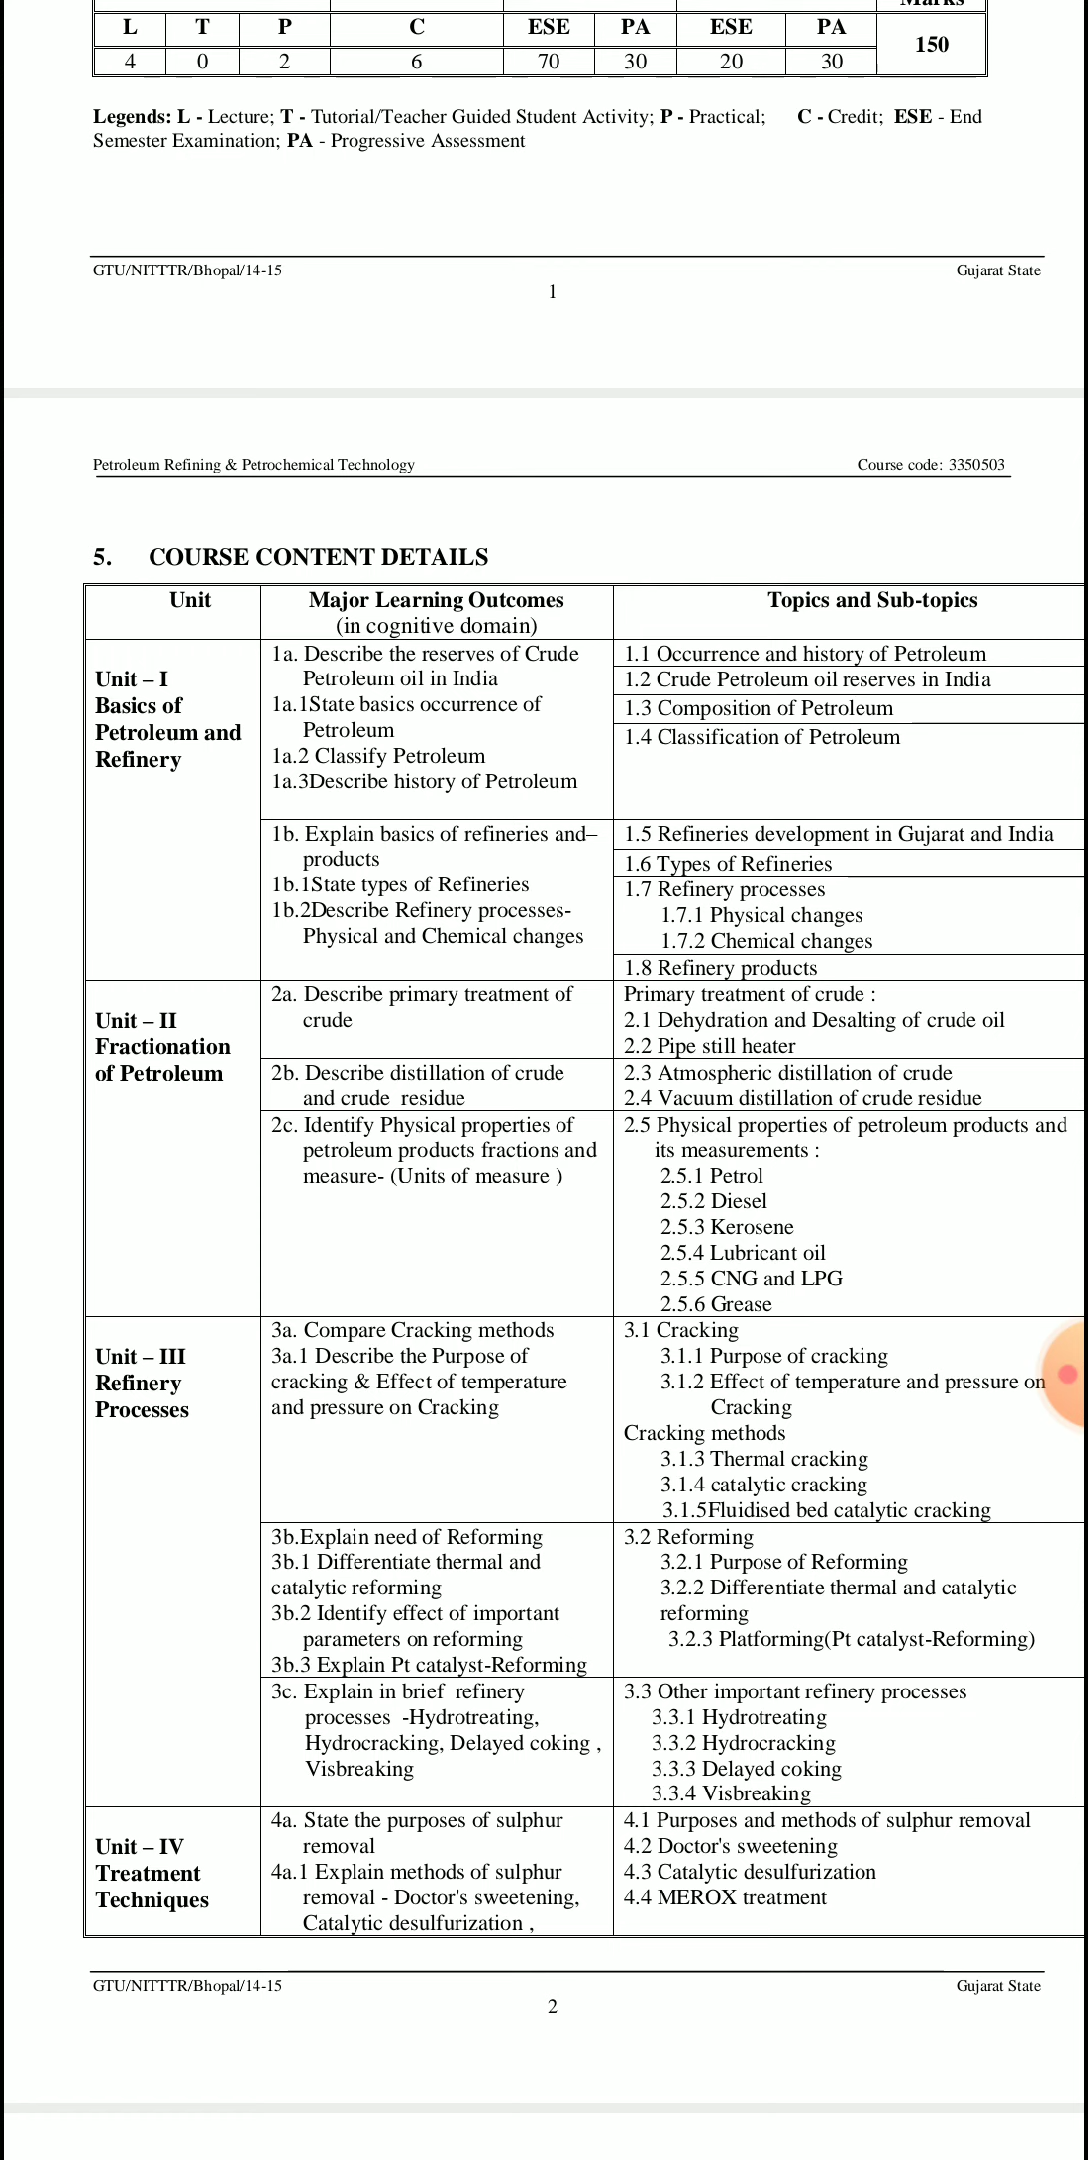 Marks
L T P C ESE PA ESE PA
150
4 0 2 6 70 30 20 30
Legends: L - Lecture; T - Tutorial/Teacher Guided Student Activity; P - Practical; C - Credit; ESE - End
Semester Examination; PA - Progressive Assessment
GTU/NITTTR/Bhopal/14-15 Gujarat State
1
Petroleum Refining & Petrochemical Technology Course code: 3350503
5. COURSE CONTENT DETAILS
Unit
Major Learning Outcomes
(in cognitive domain)
Topics and Sub-topics
Unit – I
Basics of
Petroleum and
Refinery
1a. Describe the reserves of Crude
Petroleum oil in India
1a.1State basics occurrence of
Petroleum
1a.2 Classify Petroleum
1a.3Describe history of Petroleum
1.1 Occurrence and history of Petroleum
1.2 Crude Petroleum oil reserves in India
1.3 Composition of Petroleum
1.4 Classification of Petroleum
1b. Explain basics of refineries and–
products
1b.1State types of Refineries
1b.2Describe Refinery processes-
Physical and Chemical changes
1.5 Refineries development in Gujarat and India
1.6 Types of Refineries
1.7 Refinery processes
1.7.1 Physical changes
1.7.2 Chemical changes
1.8 Refinery products
Unit – II
Fractionation
of Petroleum
2a. Describe primary treatment of
crude
Primary treatment of crude :
2.1 Dehydration and Desalting of crude oil
2.2 Pipe still heater
2b. Describe distillation of crude
and crude residue
2.3 Atmospheric distillation of crude
2.4 Vacuum distillation of crude residue
2c. Identify Physical properties of
petroleum products fractions and
measure- (Units of measure )
2.5 Physical properties of petroleum products and
its measurements :
2.5.1 Petrol
2.5.2 Diesel
2.5.3 Kerosene
2.5.4 Lubricant oil
2.5.5 CNG and LPG
2.5.6 Grease
Unit – III
Refinery
Processes
3a. Compare Cracking methods
3a.1 Describe the Purpose of
cracking & Effect of temperature
and pressure on Cracking
3.1 Cracking
3.1.1 Purpose of cracking
3.1.2 Effect of temperature and pressure on
Cracking
Cracking methods
3.1.3 Thermal cracking
3.1.4 catalytic cracking
3.1.5Fluidised bed catalytic cracking
3b.Explain need of Reforming
3b.1 Differentiate thermal and
catalytic reforming
3b.2 Identify effect of important
parameters on reforming
3b.3 Explain Pt catalyst-Reforming
3.2 Reforming
3.2.1 Purpose of Reforming
3.2.2 Differentiate thermal and catalytic
reforming
3.2.3 Platforming(Pt catalyst-Reforming)
3c. Explain in brief refinery
processes -Hydrotreating,
Hydrocracking, Delayed coking ,
Visbreaking
3.3 Other important refinery processes
3.3.1 Hydrotreating
3.3.2 Hydrocracking
3.3.3 Delayed coking
3.3.4 Visbreaking
Unit – IV
Treatment
Techniques
4a. State the purposes of sulphur
removal
4a.1 Explain methods of sulphur
removal - Doctor's sweetening,
Catalytic desulfurization ,
4.1 Purposes and methods of sulphur removal
4.2 Doctor's sweetening
4.3 Catalytic desulfurization
4.4 MEROX treatment
GTU/NITTTR/Bhopal/14-15 Gujarat State
2